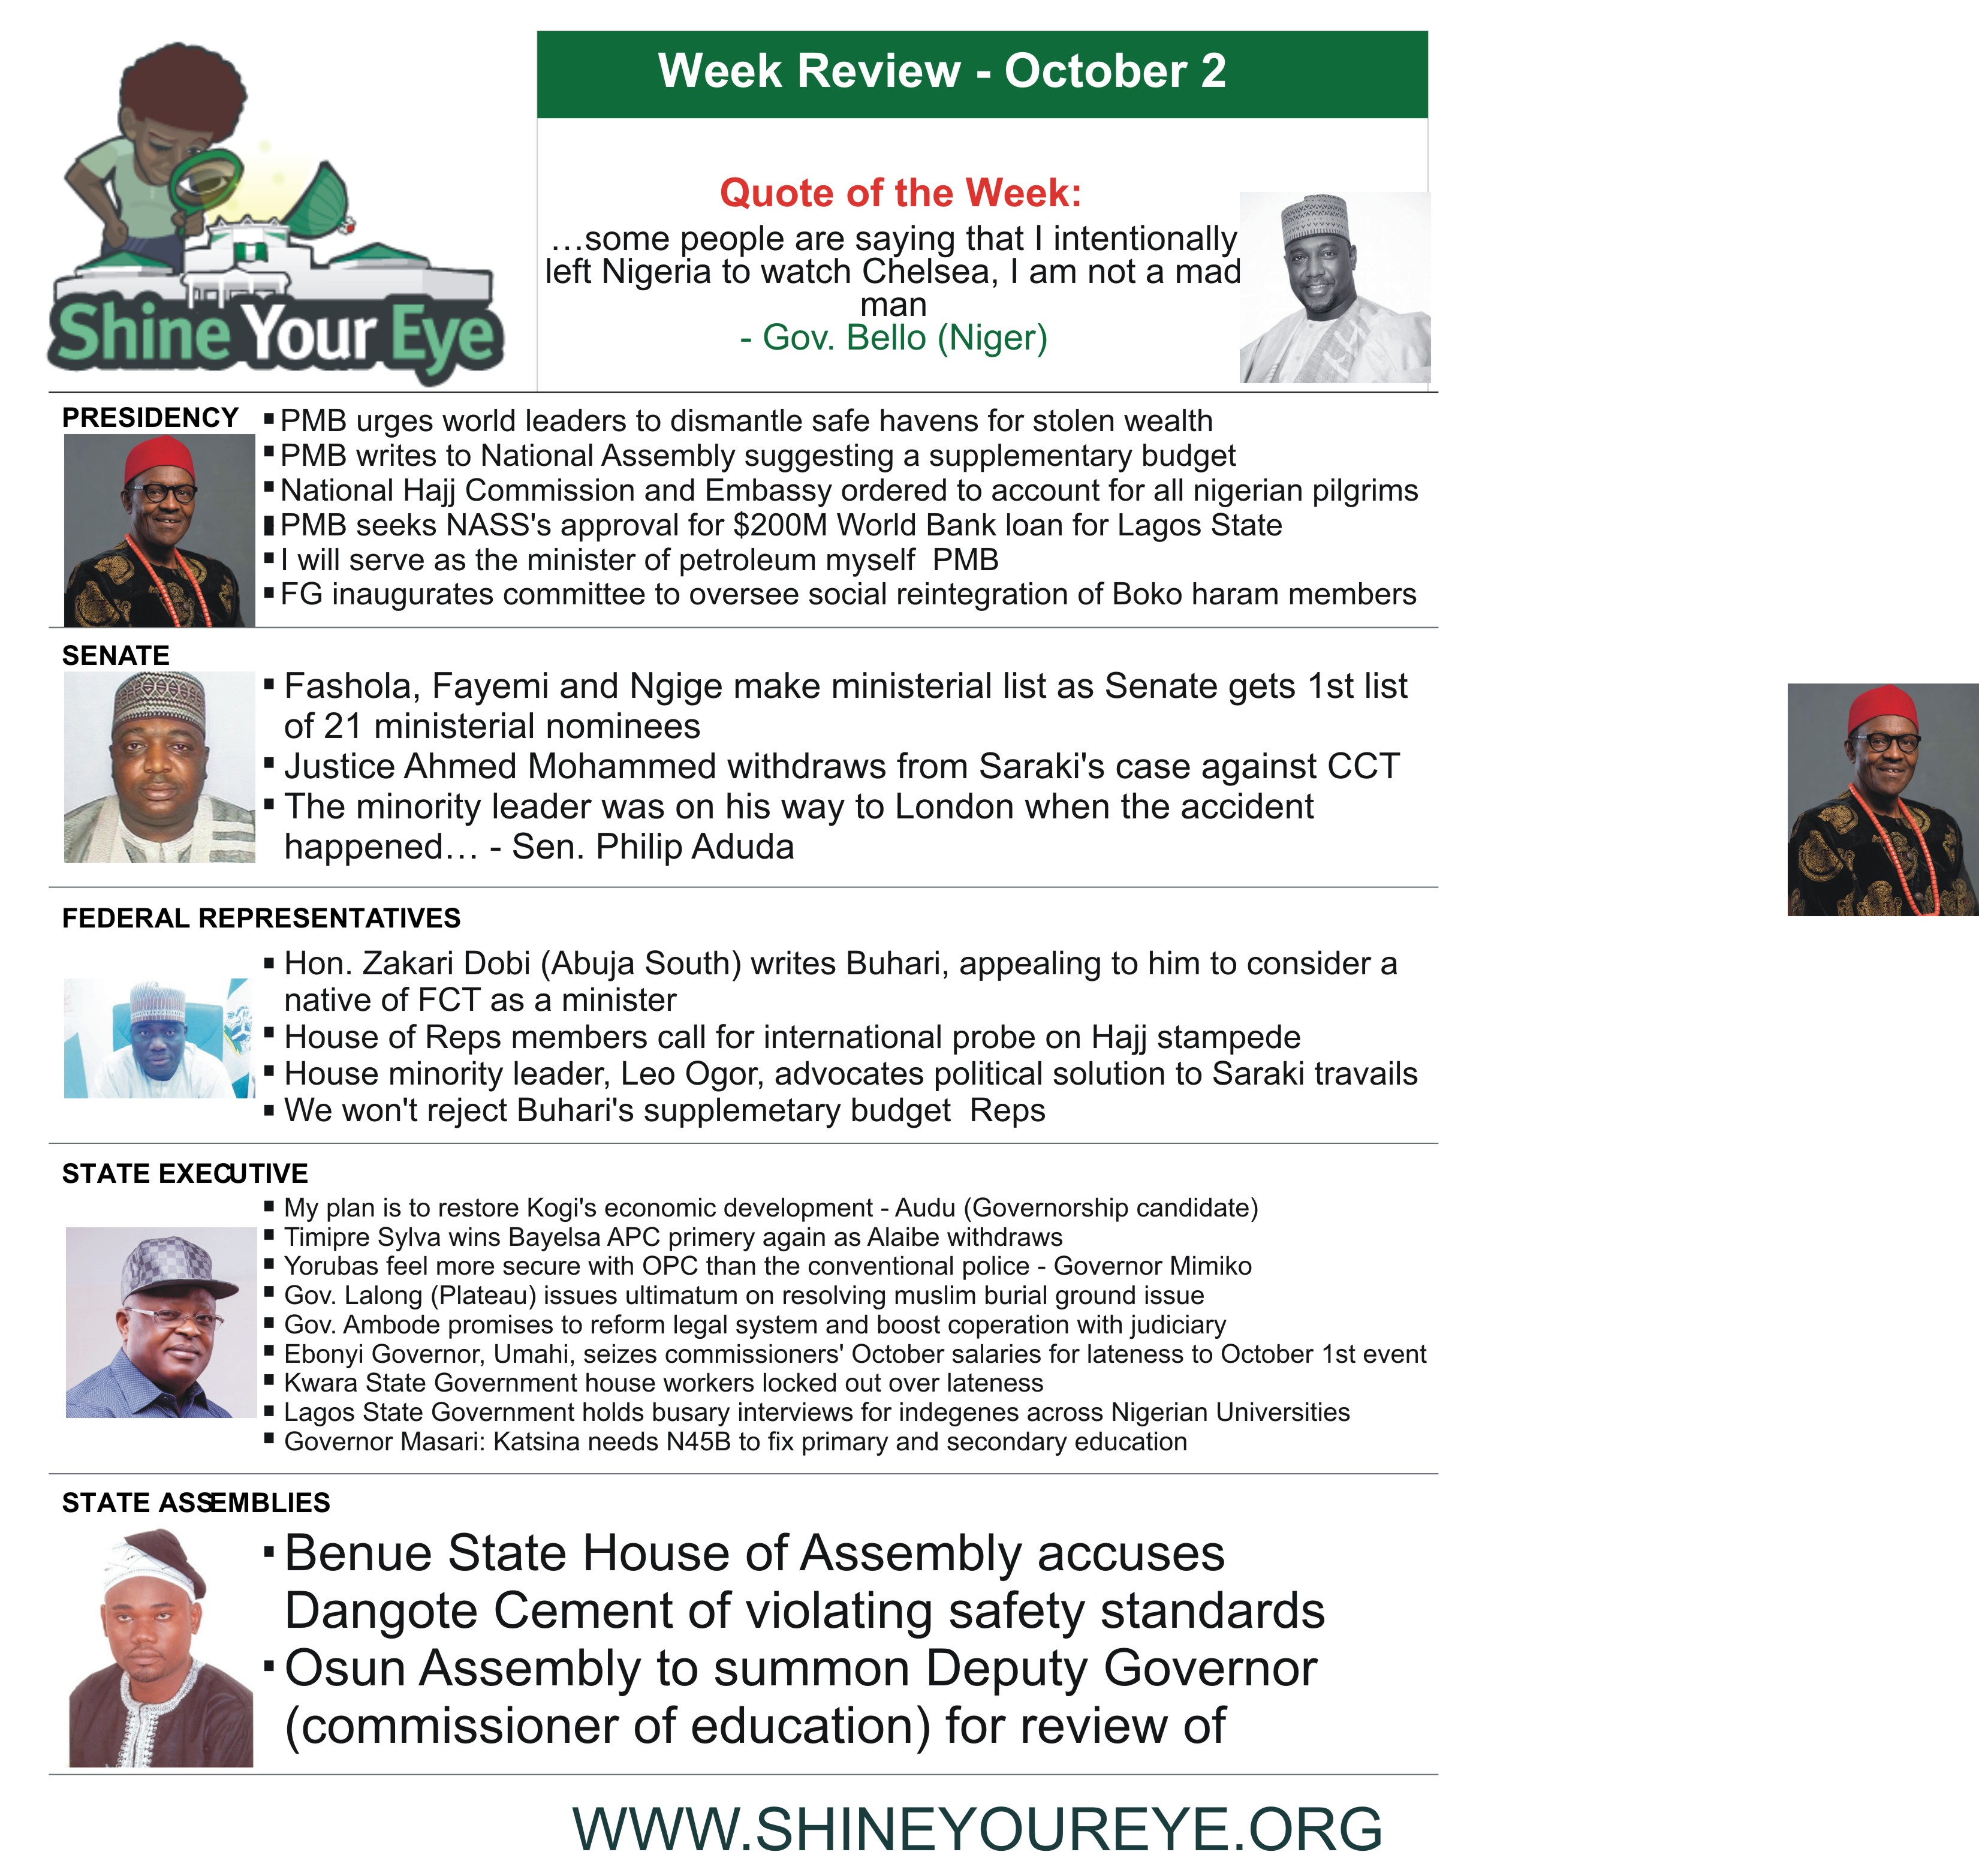 Shine Your Eye
Week Review - October 2
Quote of the Week:
…some people are saying that I intentionally
left Nigeria to watch Chelsea, I am not a mad
man
- Gov. Bello (Niger)
PRESIDENCY
▪PMB urges world leaders to dismantle safe havens for stolen wealth
▪PMB writes to National Assembly suggesting a supplementary budget
▪National Hajj Commission and Embassy ordered to account for all nigerian pilgrims
▪PMB seeks NASS's approval for $200M World Bank loan for Lagos State
▪I will serve as the minister of petroleum myself  PMB
▪FG inaugurates committee to oversee social reintegration of Boko haram members
SENATE
▪Fashola, Fayemi and Ngige make ministerial list as Senate gets 1st list
of 21 ministerial nominees
▪Justice Ahmed Mohammed withdraws from Saraki's case against CCT
▪The minority leader was on his way to London when the accident
happened… - Sen. Philip Aduda
FEDERAL REPRESENTATIVES
▪Hon. Zakari Dobi (Abuja South) writes Buhari, appealing to him to consider a
native of FCT as a minister
▪House of Reps members call for international probe on Hajj stampede
▪House minority leader, Leo Ogor, advocates political solution to Saraki travails
▪We won't reject Buhari's supplemetary budget  Reps
STATE EXECUTIVE
▪My plan is to restore Kogi's economic development - Audu (Governorship candidate)
▪Timipre Sylva wins Bayelsa APC primery again as Alaibe withdraws
▪Yorubas feel more secure with OPC than the conventional police - Governor Mimiko
▪Gov. Lalong (Plateau) issues ultimatum on resolving muslim burial ground issue
▪Gov. Ambode promises to reform legal system and boost coperation with judiciary
▪Ebonyi Governor, Umahi, seizes commissioners' October salaries for lateness to October 1st event
▪Kwara State Government house workers locked out over lateness
▪Lagos State Government holds busary interviews for indegenes across Nigerian Universities
▪Governor Masari: Katsina needs N45B to fix primary and secondary education
STATE ASSEMBLIES
▪Benue State House of Assembly accuses
Dangote Cement of violating safety standards
▪Osun Assembly to summon Deputy Governor
(commissioner of education) for review of
WWW.SHINEYOUREYE.ORG